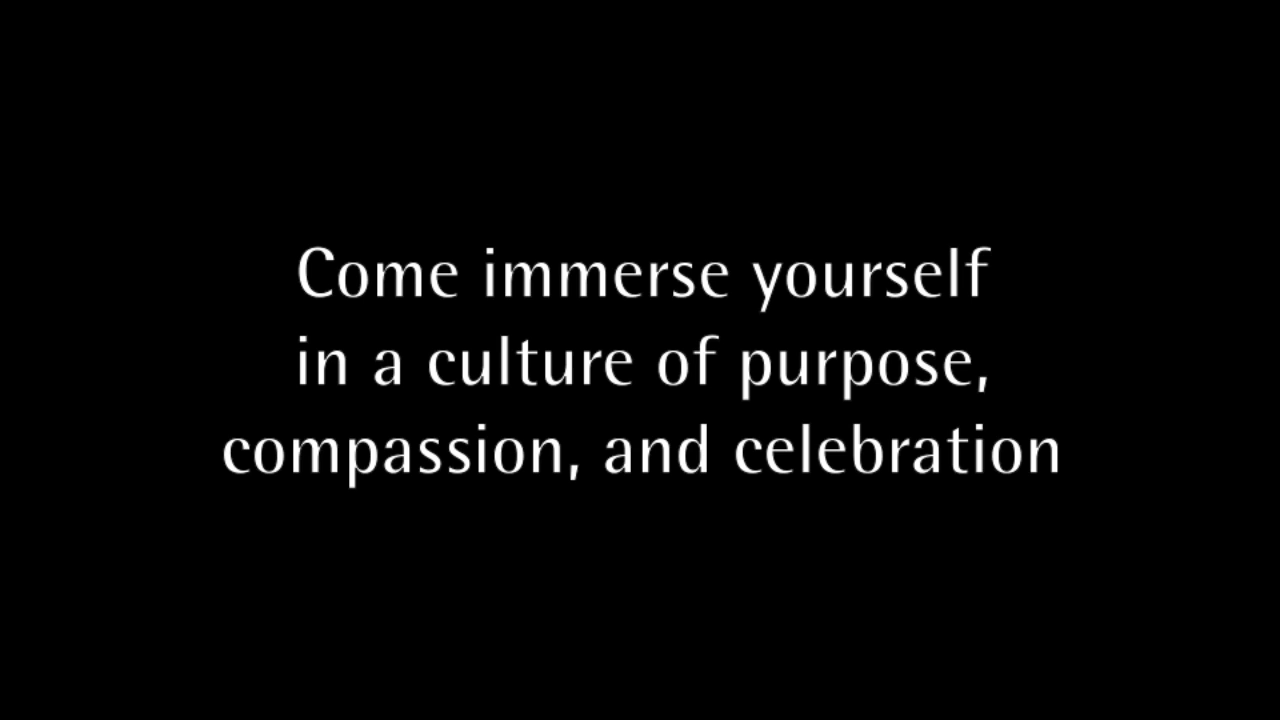 Come immerse yourself
in a culture of purpose,
compassion, and celebration